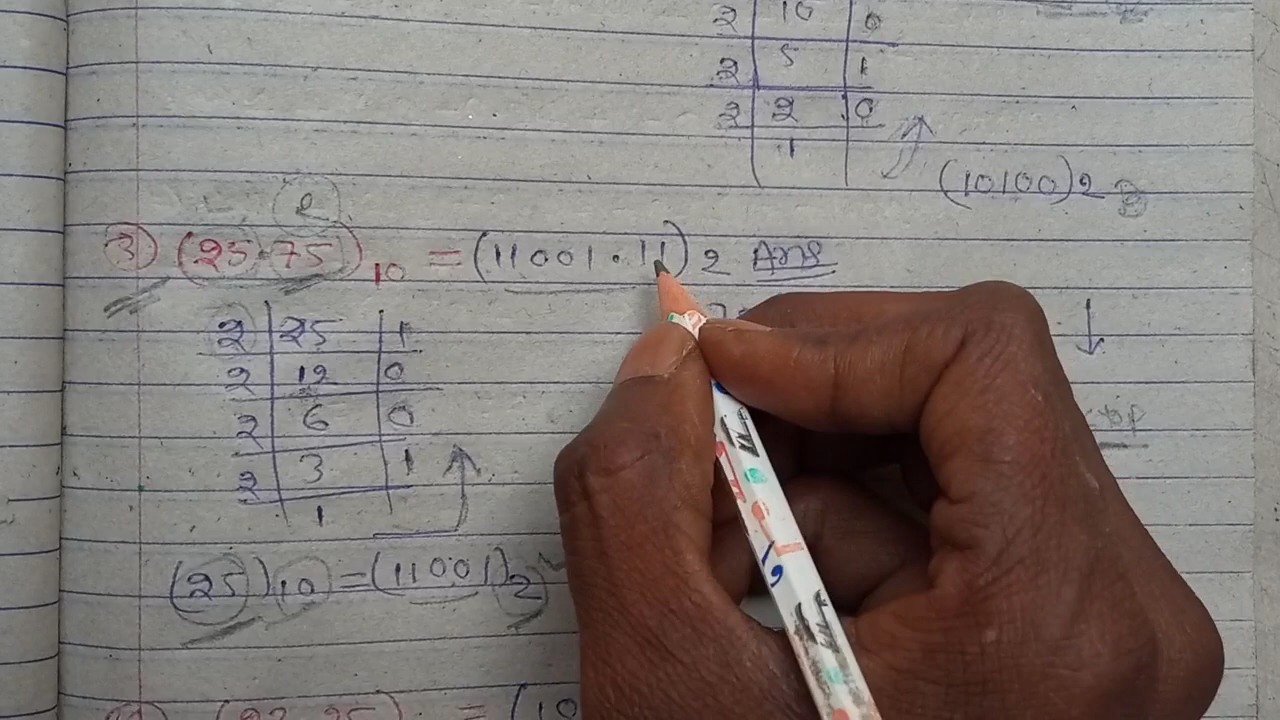 2 10 0
2 5 1
2 2 0
1
(10100)2
2
3) (25.75)10 = (11001.11)2 Ans
2 25 1
2 12 0
2 6 0
2 3 1
1
(25)10 = (11001)2